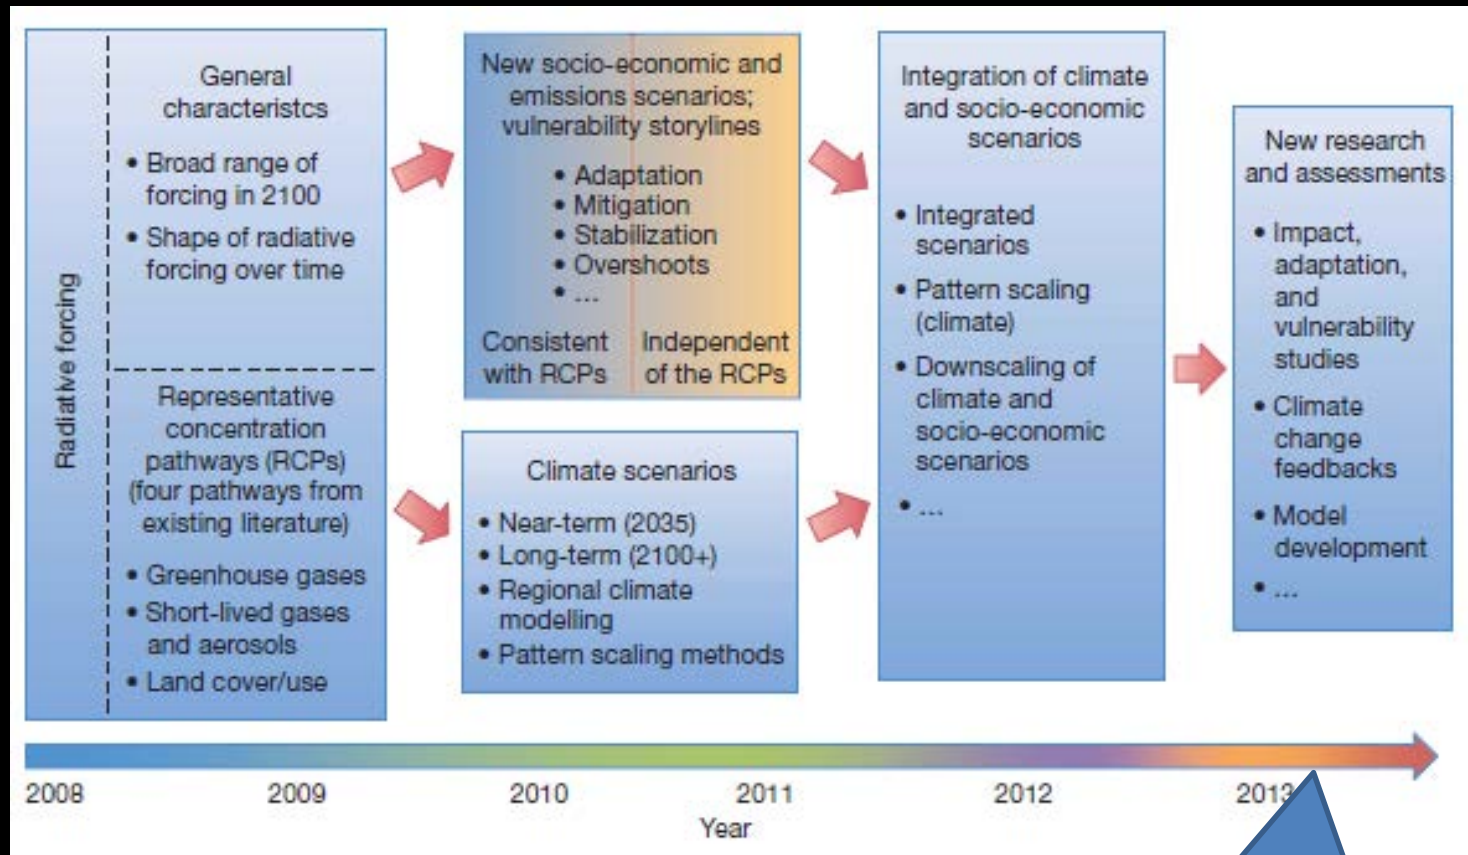 Radiative forcing
General
characteristcs
• Broad range of
forcing in 2100
• Shape of radiative
forcing over time
Representative
concentration
pathways (RCPs)
(four pathways from
existing literature)
• Greenhouse gases
• Short-lived gases
and aerosols
• Land cover/use
New socio-economic and
emissions scenarios;
vulnerability storylines
• Adaptation
• Mitigation
• Stabilization
• Overshoots
• ...
Consistent
with RCPs
Independent
of the RCPs
Climate scenarios
• Near-term (2035)
• Long-term (2100+)
• Regional climate
modelling
• Pattern scaling methods
Integration of climate
and socio-economic
scenarios
• Integrated
scenarios
• Pattern scaling
(climate)
• Downscaling of
climate and
socio-economic
scenarios
• ...
New research
and assessments
• Impact,
adaptation,
and
vulnerability
studies
• Climate
change
feedbacks
• Model
development
• ...
2008 2009 2010 2011 2012 2013
Year